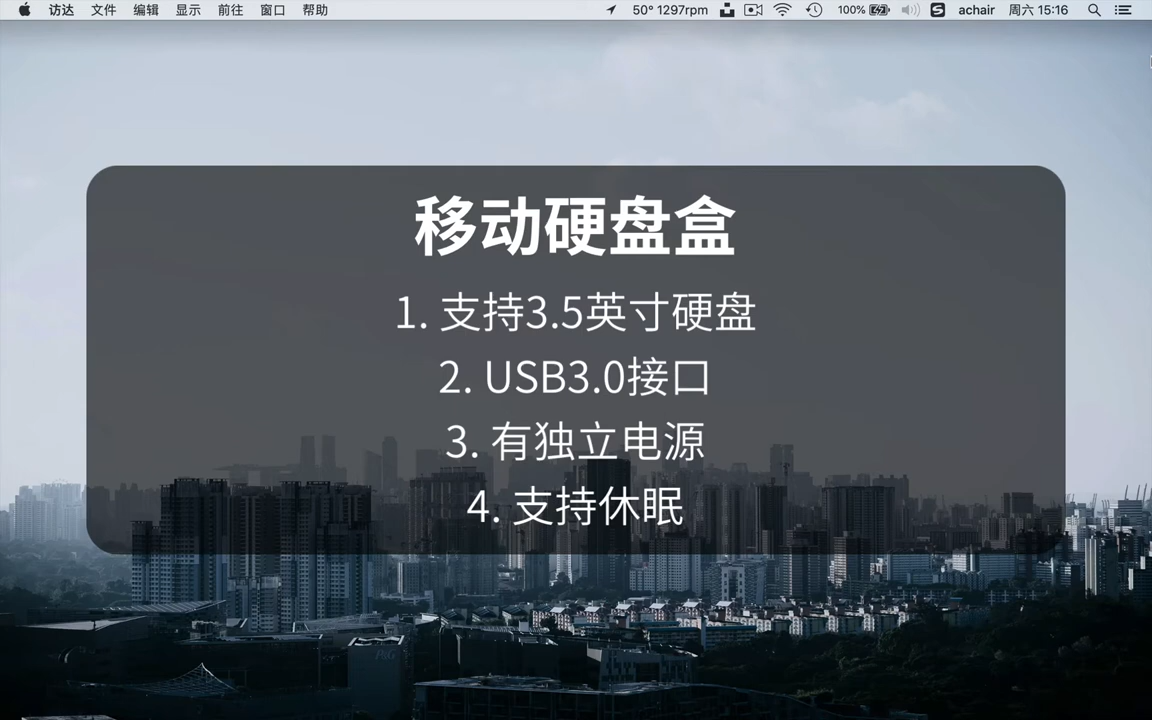 访达 文件 编辑 显示 前往 窗口 帮助 50° 1297rpm 100% achair 周六 15:16
移动硬盘盒
1. 支持3.5英寸硬盘
2. USB3.0接口
3. 有独立电源
4. 支持休眠
P&G